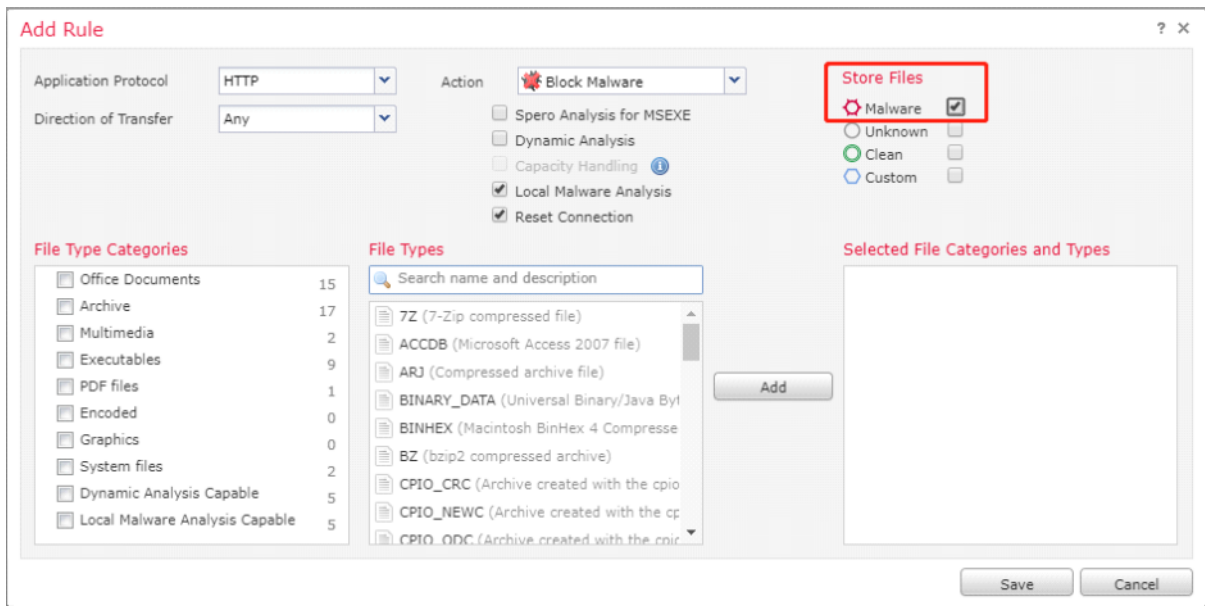 Add Rule
? ×
Application Protocol HTTP Action Block Malware Store Files
Direction of Transfer Any
Spero Analysis for MSEXE
Dynamic Analysis
Capacity Handling
Local Malware Analysis
Reset Connection
Malware
Unknown
Clean
Custom
File Type Categories
Office Documents 15
Archive 17
Multimedia 2
Executables 9
PDF files 1
Encoded 0
Graphics 0
System files 2
Dynamic Analysis Capable 5
Local Malware Analysis Capable 5
File Types
Search name and description
7Z (7-Zip compressed file)
ACCDB (Microsoft Access 2007 file)
ARJ (Compressed archive file)
BINARY_DATA (Universal Binary/Java Byt
BINHEX (Macintosh BinHex 4 Compresse
BZ (bzip2 compressed archive)
CPIO_CRC (Archive created with the cpio
CPIO_NEWC (Archive created with the cp
CPIO_ODC (Archive created with the cpio
Add
Selected File Categories and Types
Save Cancel